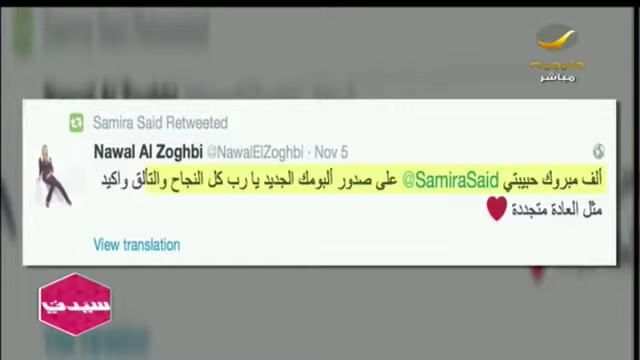 روتانا خليجية
مباشر
Samira Said Retweeted
Nawal Al Zoghbi @NawalElZoghbi · Nov 5
ألف مبروك حبيبتي @SamiraSaid على صدور ألبومك الجديد يا رب كل النجاح والتألق واكيد
مثل العادة متجددة ❤
View translation
سيدتي